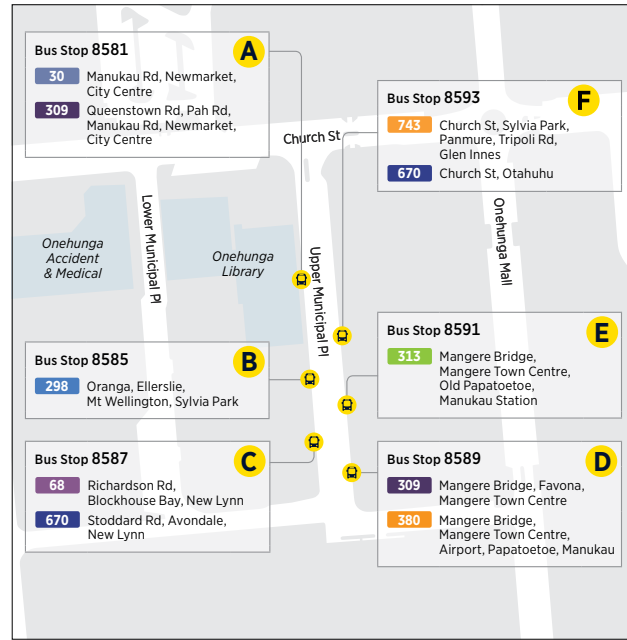 Bus Stop 8581
A
30 Manukau Rd, Newmarket,
City Centre
309 Queenstown Rd, Pah Rd,
Manukau Rd, Newmarket,
City Centre
Bus Stop 8593
F
743 Church St, Sylvia Park,
Panmure, Tripoli Rd,
Glen Innes
670 Church St, Otahuhu
Church St
Lower Municipal Pl
Onehunga Mall
Onehunga
Accident
& Medical
Onehunga
Library
Upper Municipal Pl
Bus Stop 8585
B
298 Oranga, Ellerslie,
Mt Wellington, Sylvia Park
Bus Stop 8591
E
313 Mangere Bridge,
Mangere Town Centre,
Old Papatoetoe,
Manukau Station
Bus Stop 8587
C
68 Richardson Rd,
Blockhouse Bay, New Lynn
670 Stoddard Rd, Avondale,
New Lynn
Bus Stop 8589
D
309 Mangere Bridge, Favona,
Mangere Town Centre
380 Mangere Bridge,
Mangere Town Centre,
Airport, Papatoetoe, Manukau